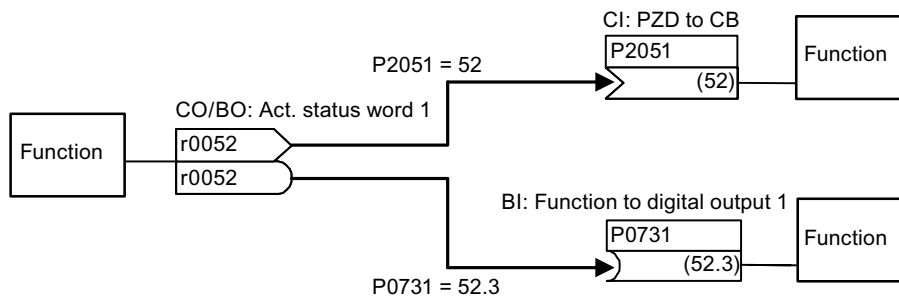 CI: PZD to CB
P2051
Function
P2051 = 52
(52)
CO/BO: Act. status word 1
Function
r0052
r0052
BI: Function to digital output 1
P0731
Function
(52.3)
P0731 = 52.3